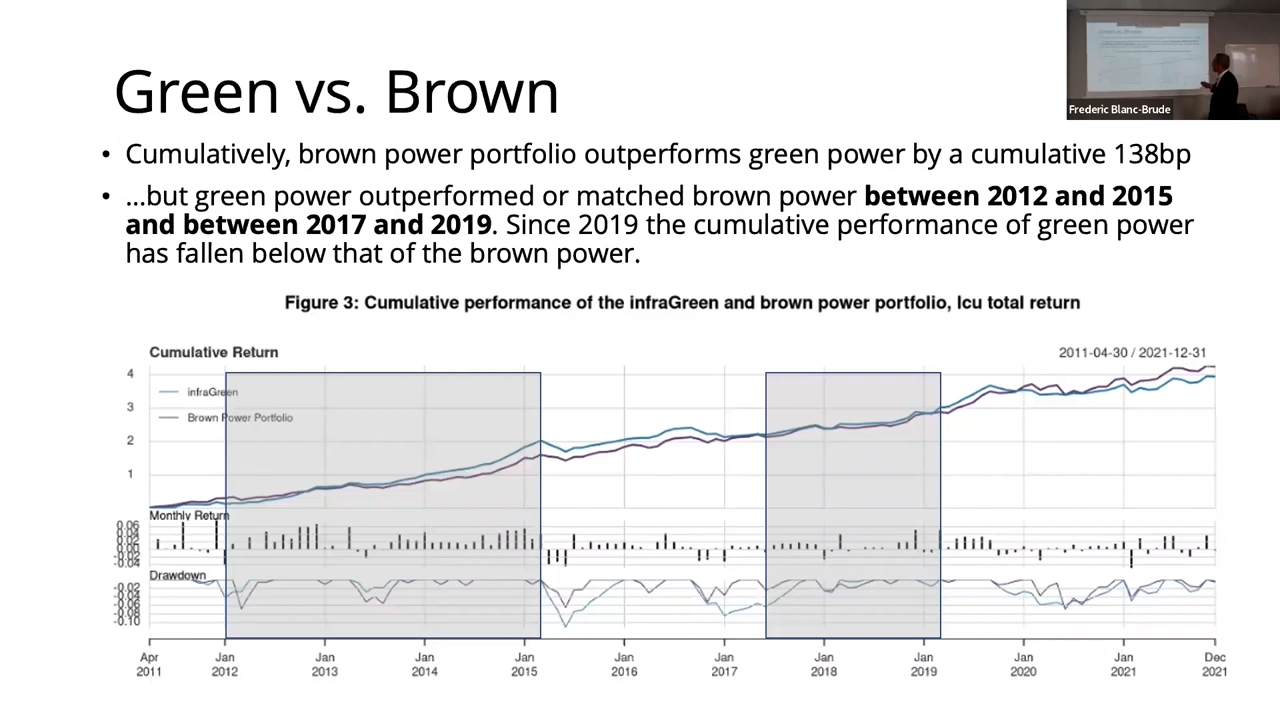 Green vs. Brown
Frederic Blanc-Brude
• Cumulatively, brown power portfolio outperforms green power by a cumulative 138bp
• ...but green power outperformed or matched brown power between 2012 and 2015
and between 2017 and 2019. Since 2019 the cumulative performance of green power
has fallen below that of the brown power.
Figure 3: Cumulative performance of the infraGreen and brown power portfolio, lcu total return
Cumulative Return
2011-04-30 / 2021-12-31
4
infraGreen
3
Brown Power Portfolio
2
1
Monthly Return
0.06
0.04
0.02
0.00
-0.02
-0.04
Drawdown
-0.02
-0.04
-0.06
-0.08
-0.10
Apr Jan Jan Jan Jan Jan Jan Jan Jan Jan Jan Dec
2011 2012 2013 2014 2015 2016 2017 2018 2019 2020 2021 2021